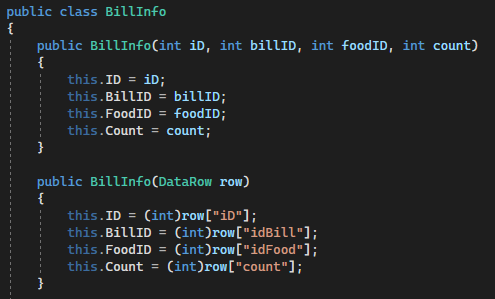 public class BillInfo
{
public BillInfo(int iD, int billID, int foodID, int count)
{
this.ID = iD;
this.BillID = billID;
this.FoodID = foodID;
this.Count = count;
}
public BillInfo(DataRow row)
{
this.ID = (int)row["iD"];
this.BillID = (int)row["idBill"];
this.FoodID = (int)row["idFood"];
this.Count = (int)row["count"];
}